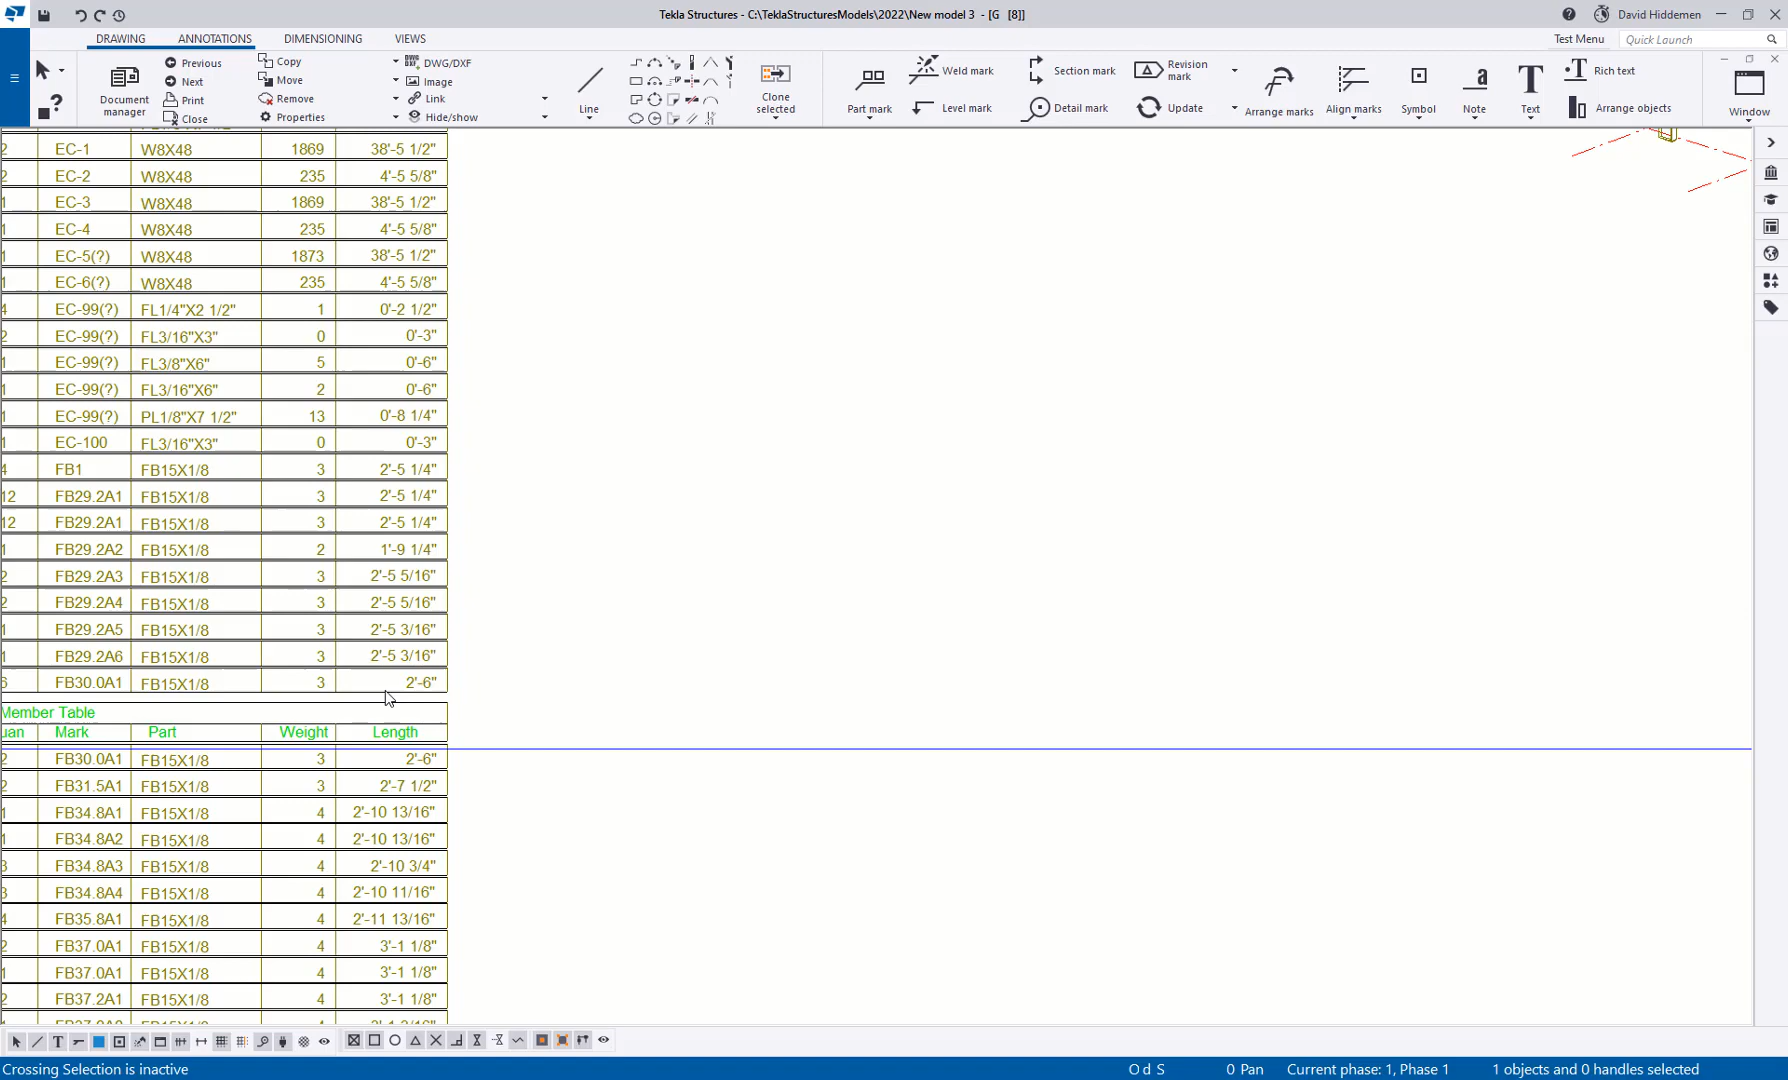 Tekla Structures - C:\TeklaStructuresModels\2022\New model 3 - [G [8]]
David Hiddemen
DRAWING ANNOTATIONS DIMENSIONING VIEWS
Test Menu Quick Launch
Document manager
Previous
Next
Print
Close
Copy
Move
Remove
Properties
DWG/DXF
Image
Link
Hide/show
Line
Clone selected
Part mark
Weld mark
Level mark
Section mark
Detail mark
Revision mark
Update
Arrange marks
Align marks
Symbol
Note
Text
Rich text
Arrange objects
Window
2 EC-1 W8X48 1869 38'-5 1/2"
2 EC-2 W8X48 235 4'-5 5/8"
1 EC-3 W8X48 1869 38'-5 1/2"
1 EC-4 W8X48 235 4'-5 5/8"
1 EC-5(?) W8X48 1873 38'-5 1/2"
1 EC-6(?) W8X48 235 4'-5 5/8"
4 EC-99(?) FL1/4"X2 1/2" 1 0'-2 1/2"
2 EC-99(?) FL3/16"X3" 0 0'-3"
1 EC-99(?) FL3/8"X6" 5 0'-6"
1 EC-99(?) FL3/16"X6" 2 0'-6"
1 EC-99(?) PL1/8"X7 1/2" 13 0'-8 1/4"
1 EC-100 FL3/16"X3" 0 0'-3"
4 FB1 FB15X1/8 3 2'-5 1/4"
12 FB29.2A1 FB15X1/8 3 2'-5 1/4"
12 FB29.2A1 FB15X1/8 3 2'-5 1/4"
1 FB29.2A2 FB15X1/8 2 1'-9 1/4"
2 FB29.2A3 FB15X1/8 3 2'-5 5/16"
2 FB29.2A4 FB15X1/8 3 2'-5 5/16"
1 FB29.2A5 FB15X1/8 3 2'-5 3/16"
1 FB29.2A6 FB15X1/8 3 2'-5 3/16"
6 FB30.0A1 FB15X1/8 3 2'-6"
Member Table
uan Mark Part Weight Length
2 FB30.0A1 FB15X1/8 3 2'-6"
2 FB31.5A1 FB15X1/8 3 2'-7 1/2"
1 FB34.8A1 FB15X1/8 4 2'-10 13/16"
1 FB34.8A2 FB15X1/8 4 2'-10 13/16"
3 FB34.8A3 FB15X1/8 4 2'-10 3/4"
3 FB34.8A4 FB15X1/8 4 2'-10 11/16"
4 FB35.8A1 FB15X1/8 4 2'-11 13/16"
2 FB37.0A1 FB15X1/8 4 3'-1 1/8"
1 FB37.0A1 FB15X1/8 4 3'-1 1/8"
2 FB37.2A1 FB15X1/8 4 3'-1 1/8"
Crossing Selection is inactive
O d S 0 Pan Current phase: 1, Phase 1 1 objects and 0 handles selected